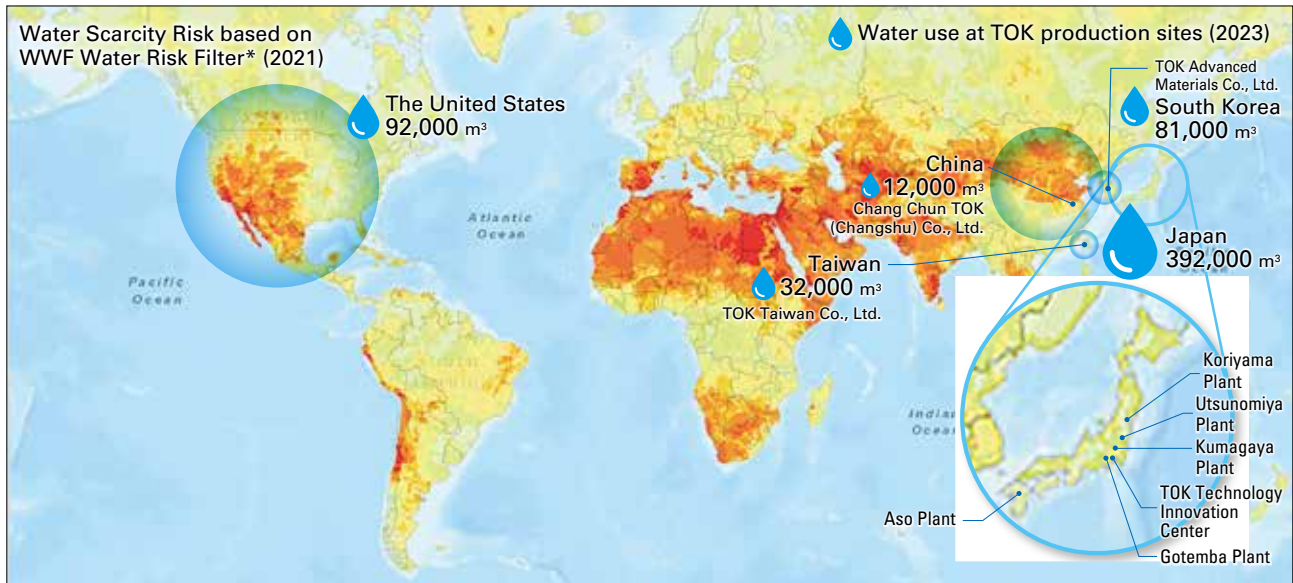 Water Scarcity Risk based on
WWF Water Risk Filter* (2021)
Water use at TOK production sites (2023)
TOK Advanced
Materials Co., Ltd.
South Korea
81,000 m³
The United States
92,000 m³
China
12,000 m³
Chang Chun TOK
(Changshu) Co., Ltd.
Japan
392,000 m³
Taiwan
32,000 m³
TOK Taiwan Co., Ltd.
Atlantic
Ocean
Pacific
Ocean
Indian
Ocean
Koriyama
Plant
Utsunomiya
Plant
Kumagaya
Plant
TOK Technology
Innovation
Center
Gotemba Plant
Aso Plant